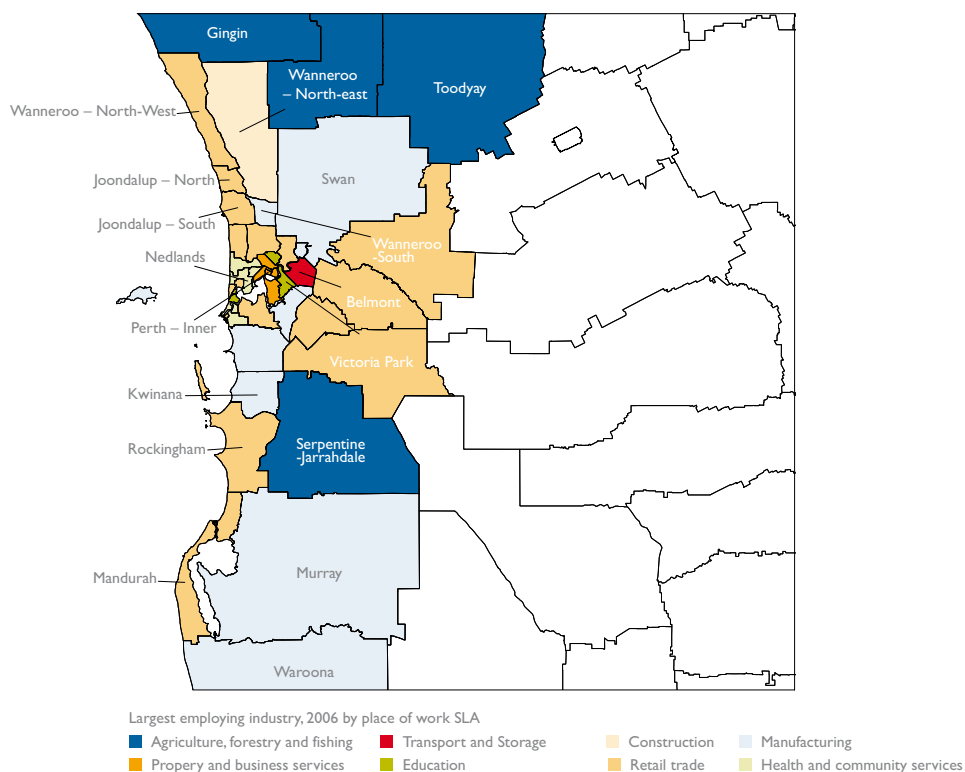 Gingin
Wanneroo
– North-east
Toodyay
Wanneroo – North-West
Swan
Joondalup – North
Joondalup – South
Wanneroo
-South
Nedlands
Belmont
Perth – Inner
Victoria Park
Kwinana
Rockingham
Serpentine
-Jarrahdale
Mandurah
Murray
Waroona
Largest employing industry, 2006 by place of work SLA
Agriculture, forestry and fishing
Transport and Storage
Construction
Manufacturing
Propery and business services
Education
Retail trade
Health and community services